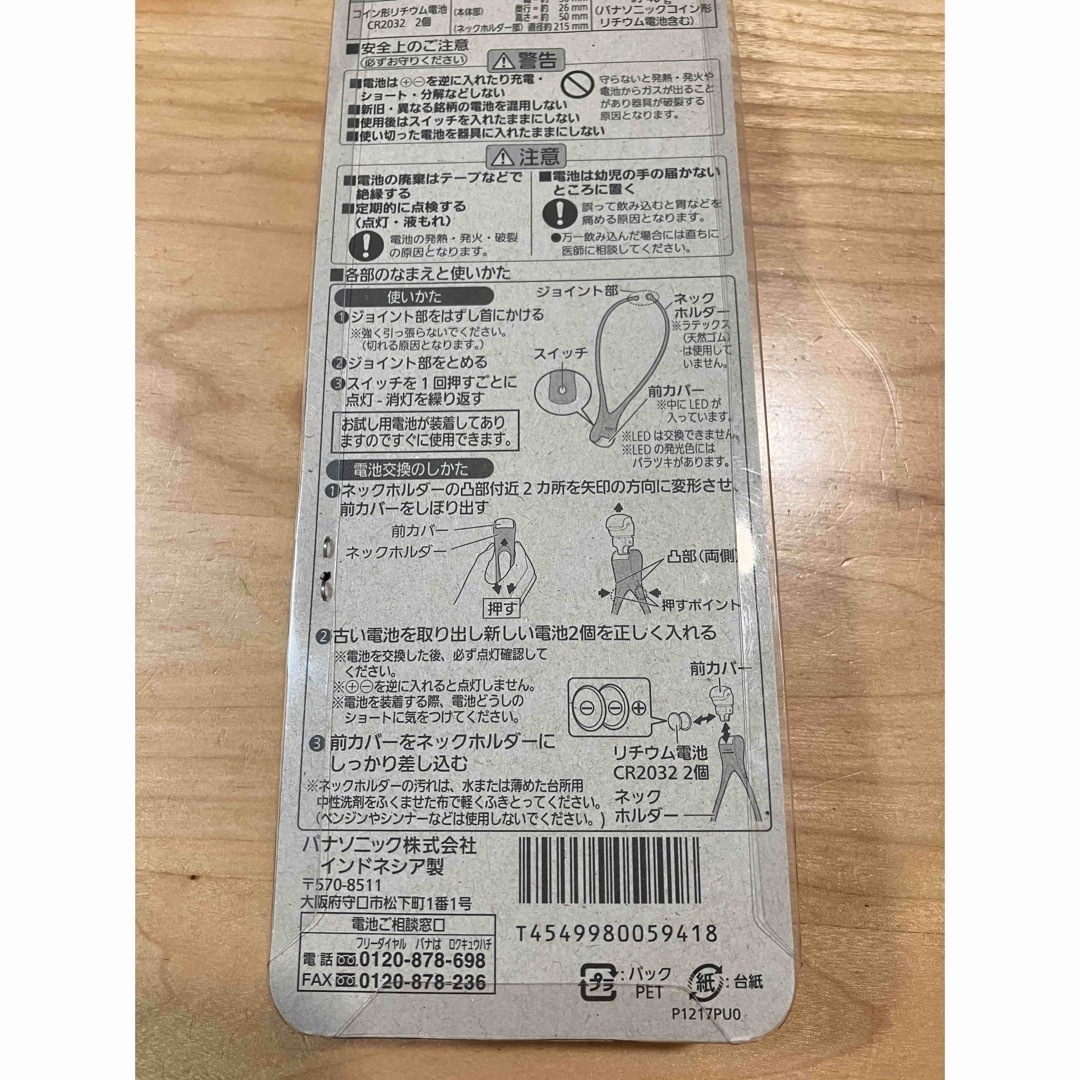 コイン形リチウム電池
CR2032 2個
(本体部)
奥行＝約 26 mm
高さ＝約 50 mm
(ネックホルダー部) 直径約 215 mm
(パナソニックコイン形
リチウム電池含む)
■安全上のご注意
(必ずお守りください)
警告
■電池は⊕⊖を逆に入れたり充電・
ショート・分解などしない
■新旧・異なる銘柄の電池を混用しない
■使用後はスイッチを入れたままにしない
■使い切った電池を器具に入れたままにしない
守らないと発熱・発火や
電池からガスが出ること
があり器具が破裂する
原因となります。
注意
■電池の廃棄はテープなどで
絶縁する
■定期的に点検する
(点灯・液もれ)
電池の発熱・発火・破裂
の原因となります。
■電池は幼児の手の届かない
ところに置く
誤って飲み込むと胃などを
痛める原因となります。
●万一飲み込んだ場合には直ちに
医師に相談してください。
■各部のなまえと使いかた
使いかた
❶ジョイント部をはずし首にかける
※強く引っ張らないでください。
(切れる原因となります。)
❷ジョイント部をとめる
❸スイッチを1回押すごとに
点灯-消灯を繰り返す
お試し用電池が装着してあり
ますのですぐに使用できます。
ジョイント部
ネック
ホルダー
※ラテックス
(天然ゴム)
は使用して
いません。
スイッチ
前カバー
※中にLEDが
入っています。
※LEDは交換できません。
※LEDの発光色には
バラツキがあります。
電池交換のしかた
❶ネックホルダーの凸部付近2カ所を矢印の方向に変形させ、
前カバーをしぼり出す
前カバー
ネックホルダー
押す
凸部(両側)
押すポイント
❷古い電池を取り出し新しい電池2個を正しく入れる
※電池を交換した後、必ず点灯確認して
ください。
※⊕⊖を逆に入れると点灯しません。
※電池を装着する際、電池どうしの
ショートに気をつけてください。
前カバー
⊖ ⊖ ⊕
リチウム電池
CR2032 2個
❸前カバーをネックホルダーに
しっかり差し込む
※ネックホルダーの汚れは、水または薄めた台所用
中性洗剤をふくませた布で軽くふきとってください。
(ベンジンやシンナーなどは使用しないでください。)
ネック
ホルダー
パナソニック株式会社
インドネシア製
〒570-8511
大阪府守口市松下町1番1号
電池ご相談窓口
フリーダイヤル パナは ロクキュウハチ
電話 0120-878-698
FAX 0120-878-236
T4549980059418
プラ :パック
PET
紙 :台紙
P1217PU0